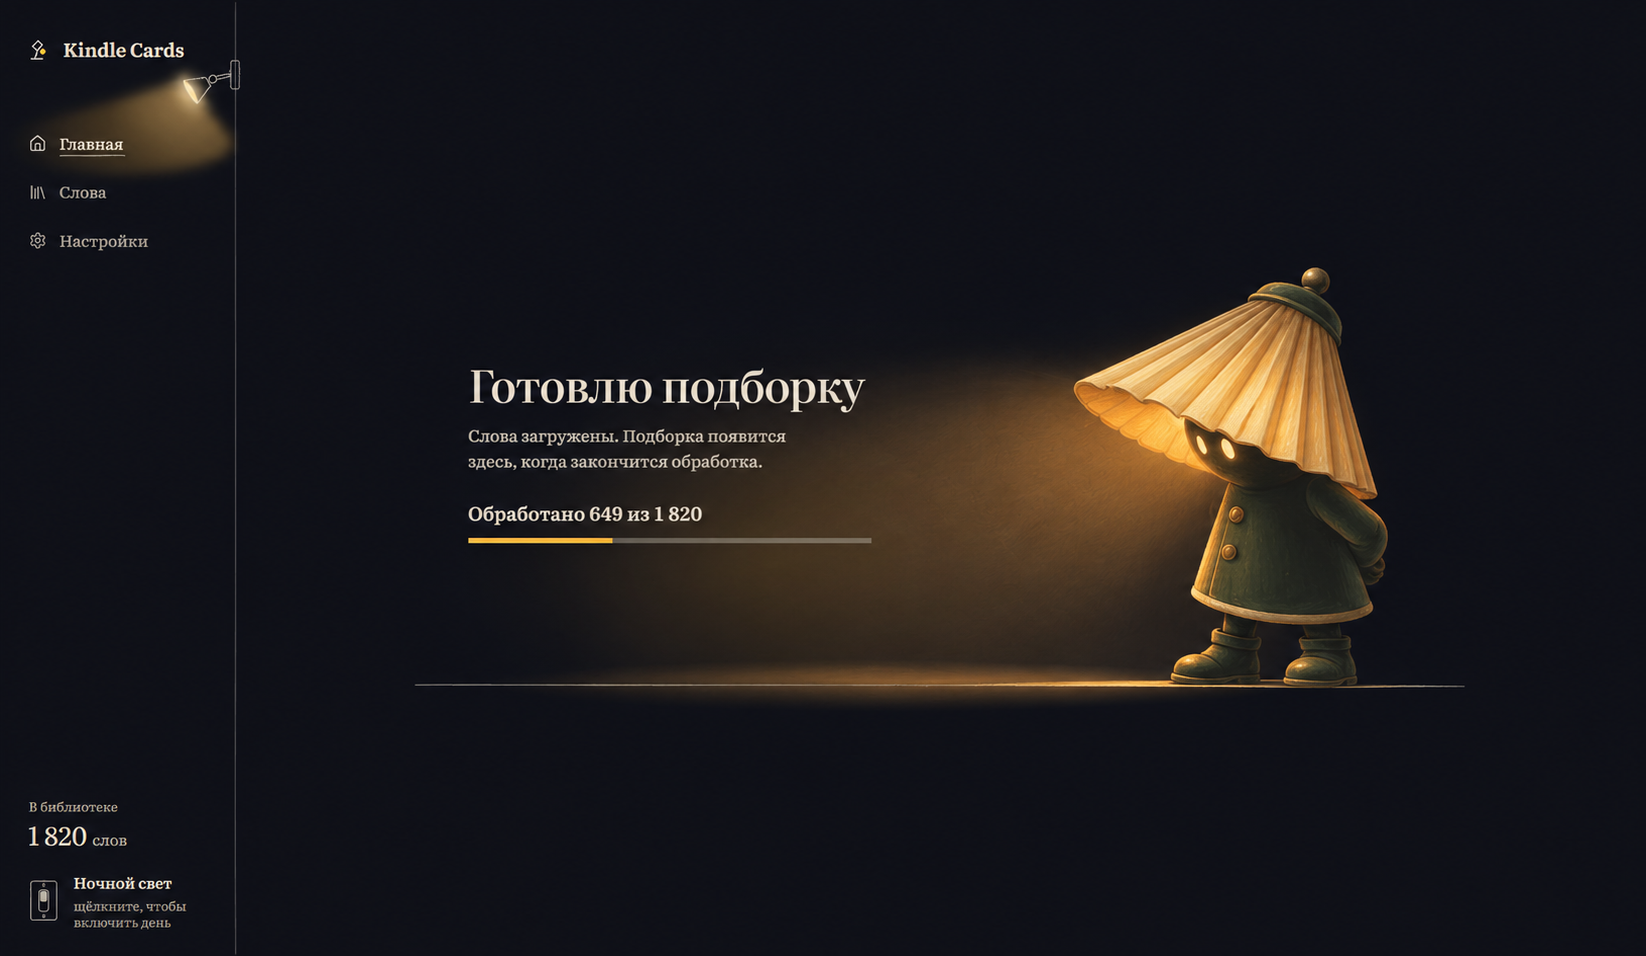 Kindle Cards
Главная
Слова
Настройки
Готовлю подборку
Слова загружены. Подборка появится
здесь, когда закончится обработка.
Обработано 649 из 1 820
В библиотеке
1 820 слов
Ночной свет
щёлкните, чтобы
включить день